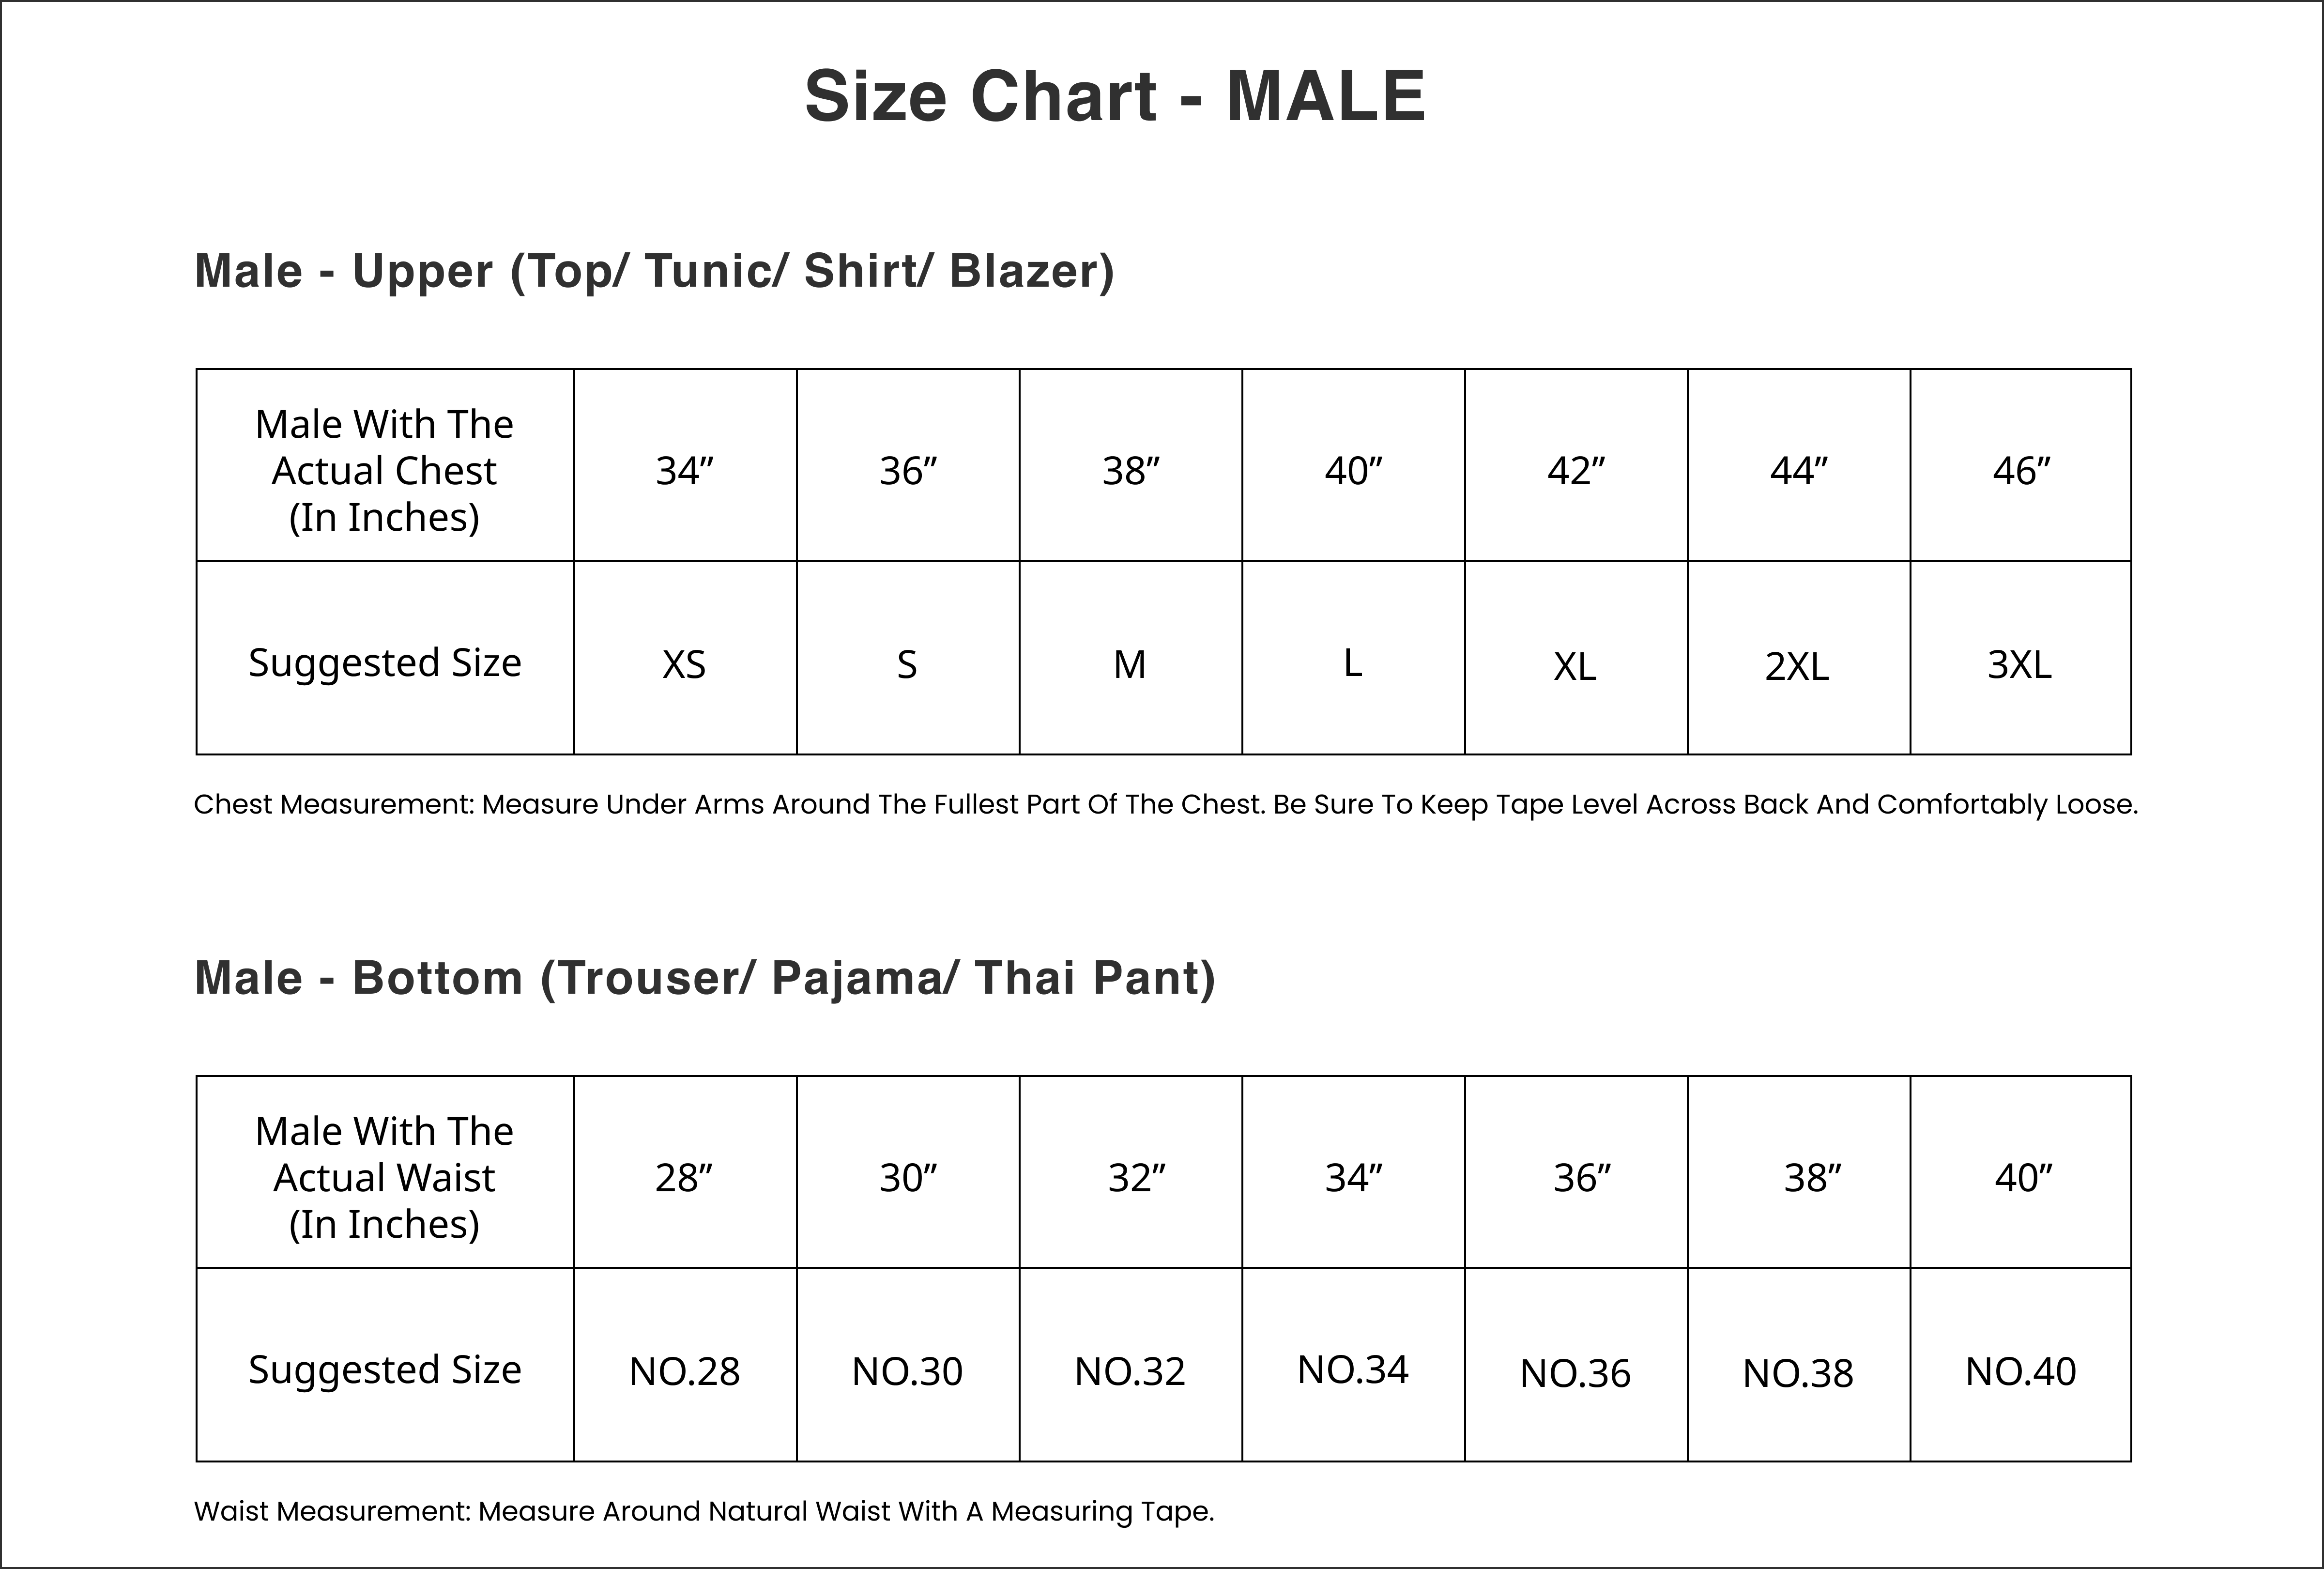 Size Chart - MALE
Male - Upper (Top/ Tunic/ Shirt/ Blazer)
Male With The
Actual Chest
(In Inches)
34” 36” 38” 40” 42” 44” 46”
Suggested Size XS S M L XL 2XL 3XL
Chest Measurement: Measure Under Arms Around The Fullest Part Of The Chest. Be Sure To Keep Tape Level Across Back And Comfortably Loose.
Male - Bottom (Trouser/ Pajama/ Thai Pant)
Male With The
Actual Waist
(In Inches)
28” 30” 32” 34” 36” 38” 40”
Suggested Size NO.28 NO.30 NO.32 NO.34 NO.36 NO.38 NO.40
Waist Measurement: Measure Around Natural Waist With A Measuring Tape.